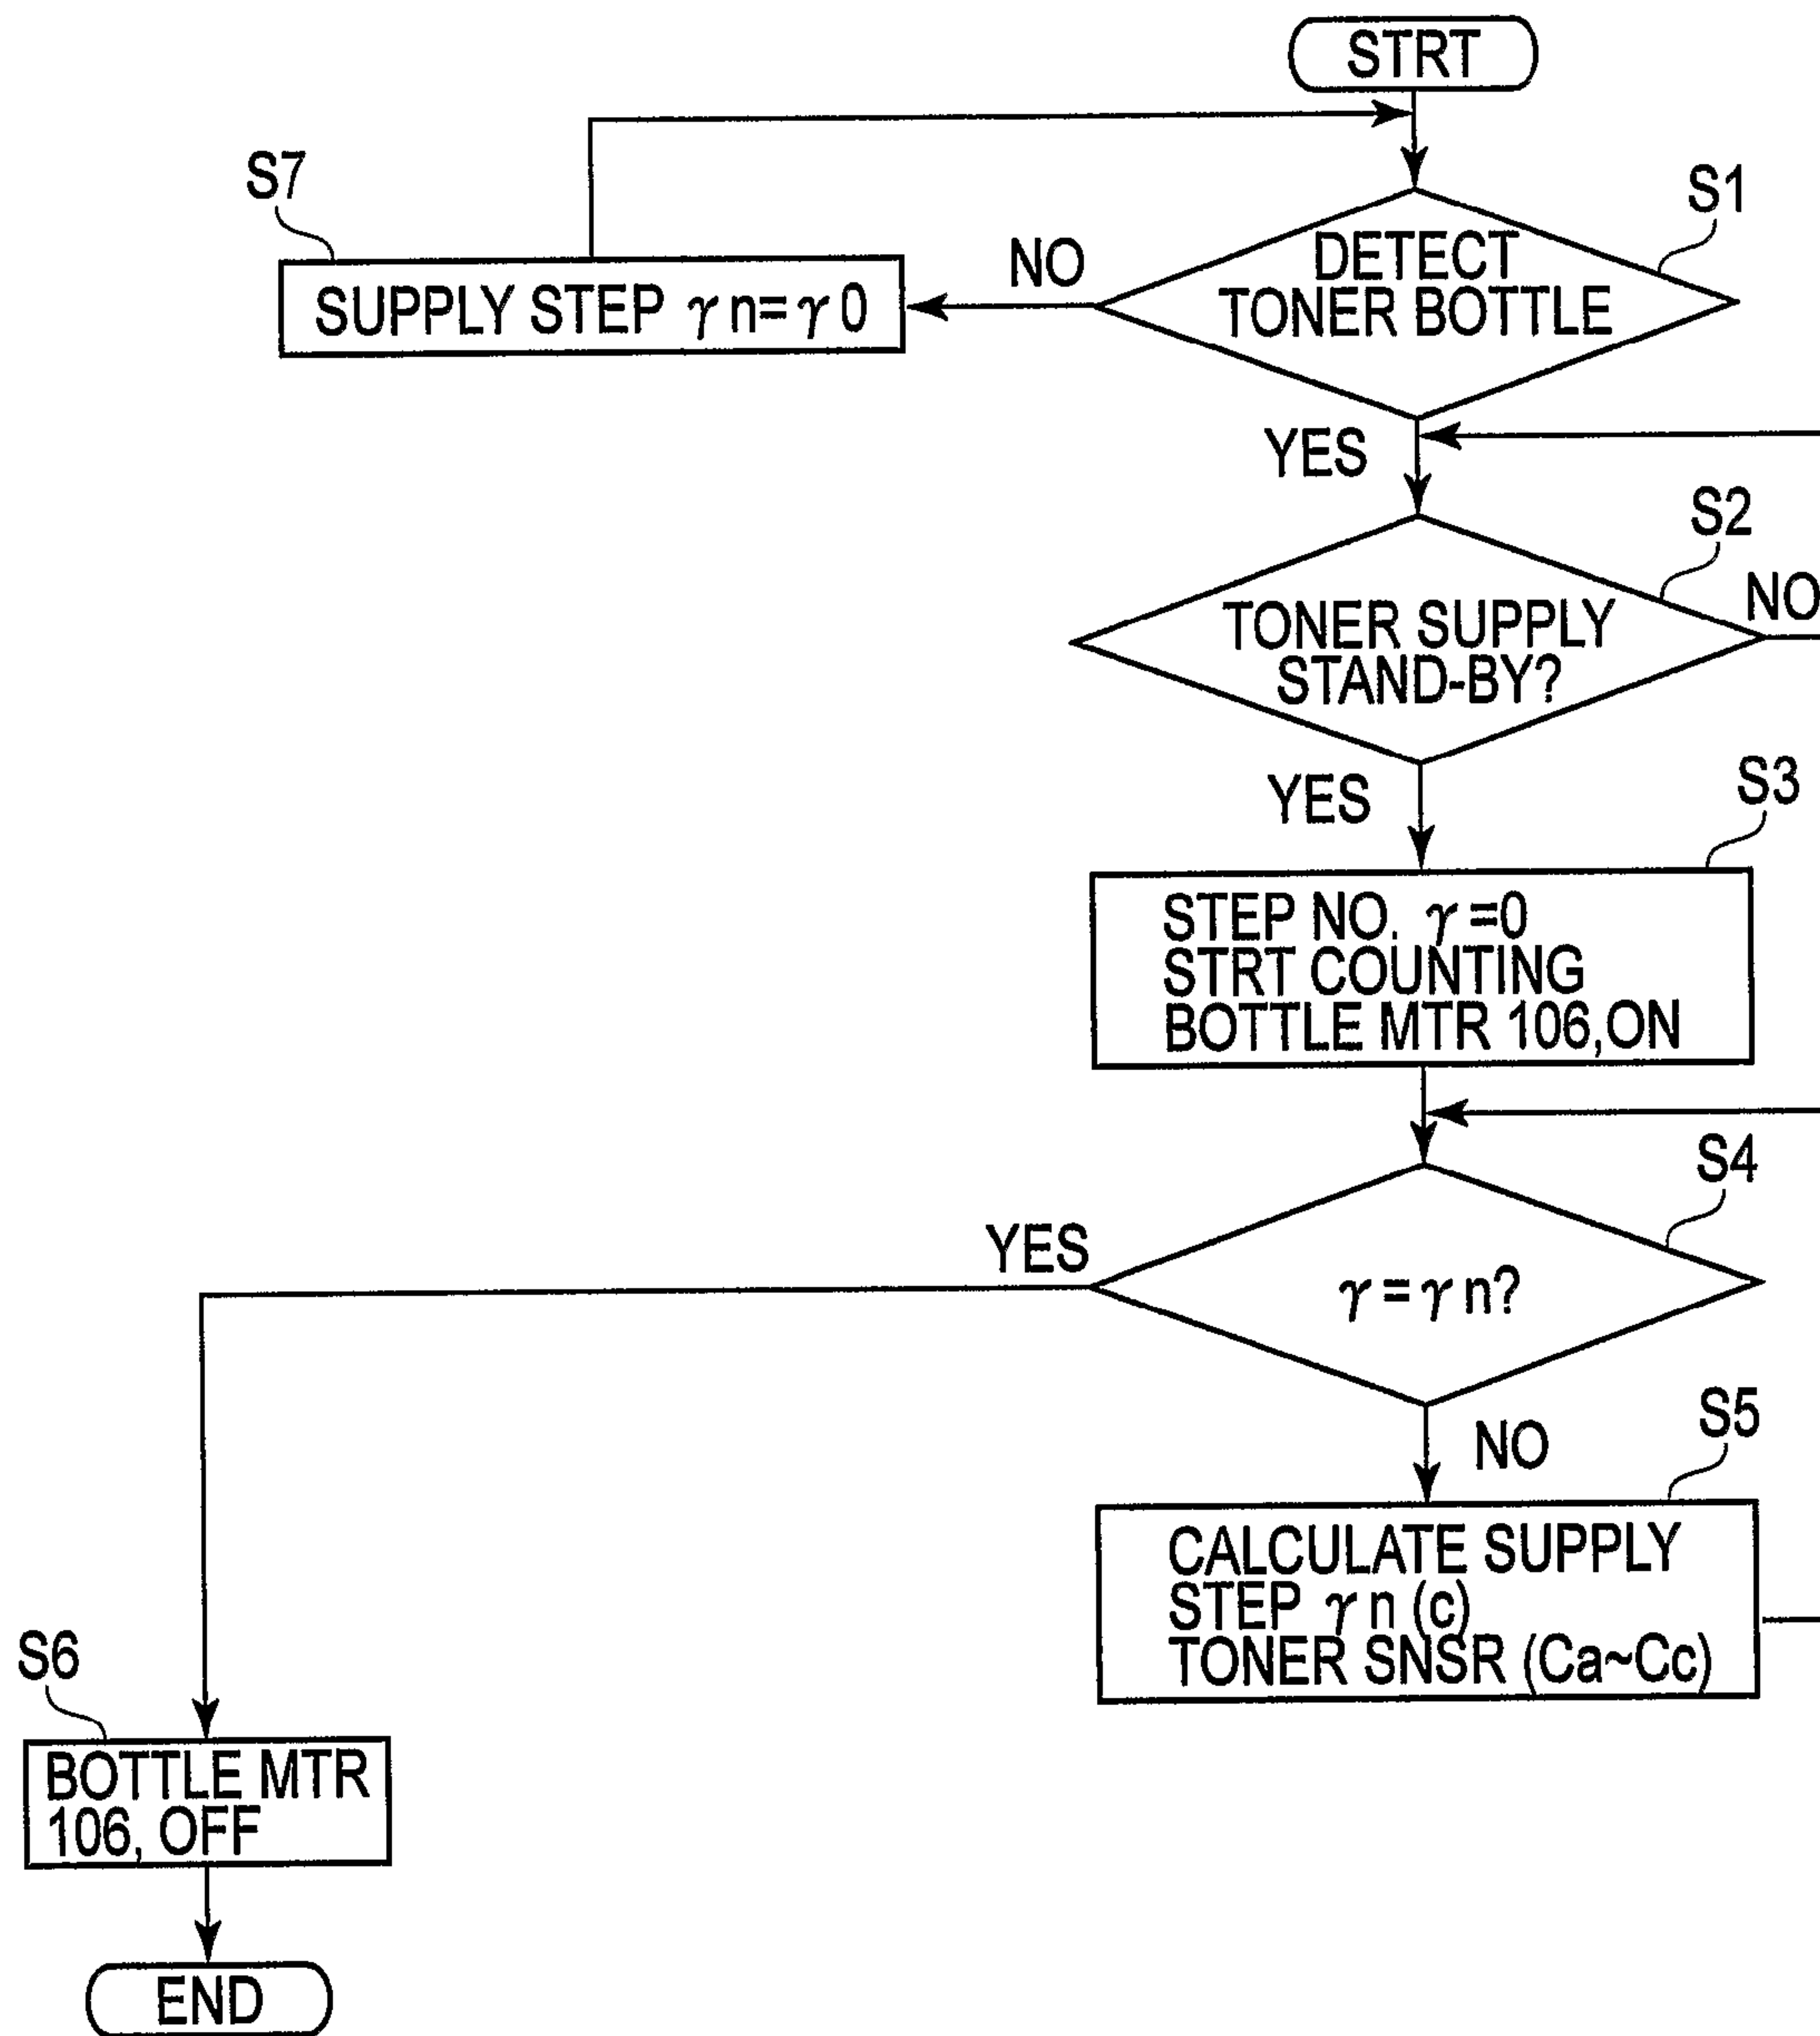 STRT
S7
S1
DETECT
TONER BOTTLE
NO
SUPPLY STEP γn=γ0
YES
S2
NO
TONER SUPPLY
STAND-BY?
YES
S3
STEP NO. γ=0
STRT COUNTING
BOTTLE MTR 106,ON
S4
YES
γ=γn?
NO
S5
CALCULATE SUPPLY
STEP γn (c)
TONER SNSR (Ca~Cc)
S6
BOTTLE MTR
106, OFF
END